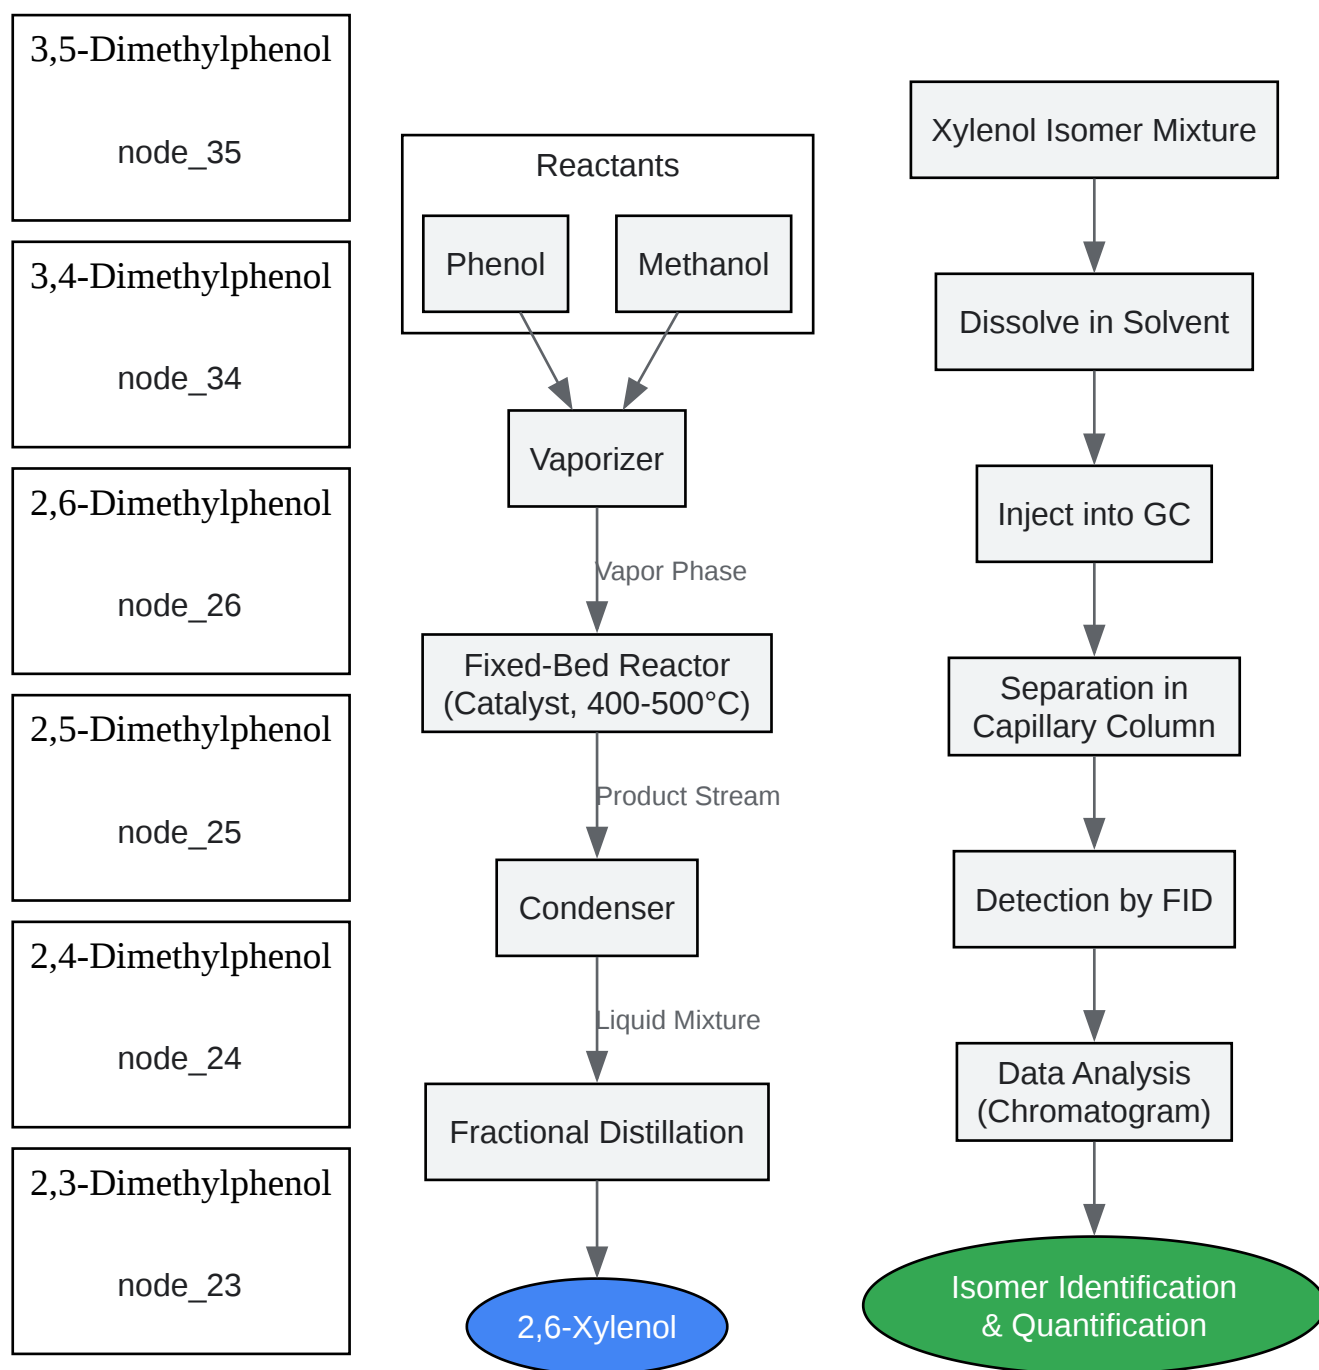 3,5-Dimethylphenol
node_35
3,4-Dimethylphenol
node_34
2,6-Dimethylphenol
node_26
2,5-Dimethylphenol
node_25
2,4-Dimethylphenol
node_24
2,3-Dimethylphenol
node_23
Reactants
Phenol
Methanol
Vaporizer
Vapor Phase
Fixed-Bed Reactor
(Catalyst, 400-500°C)
Product Stream
Condenser
Liquid Mixture
Fractional Distillation
2,6-Xylenol
Xylenol Isomer Mixture
Dissolve in Solvent
Inject into GC
Separation in
Capillary Column
Detection by FID
Data Analysis
(Chromatogram)
Isomer Identification
& Quantification